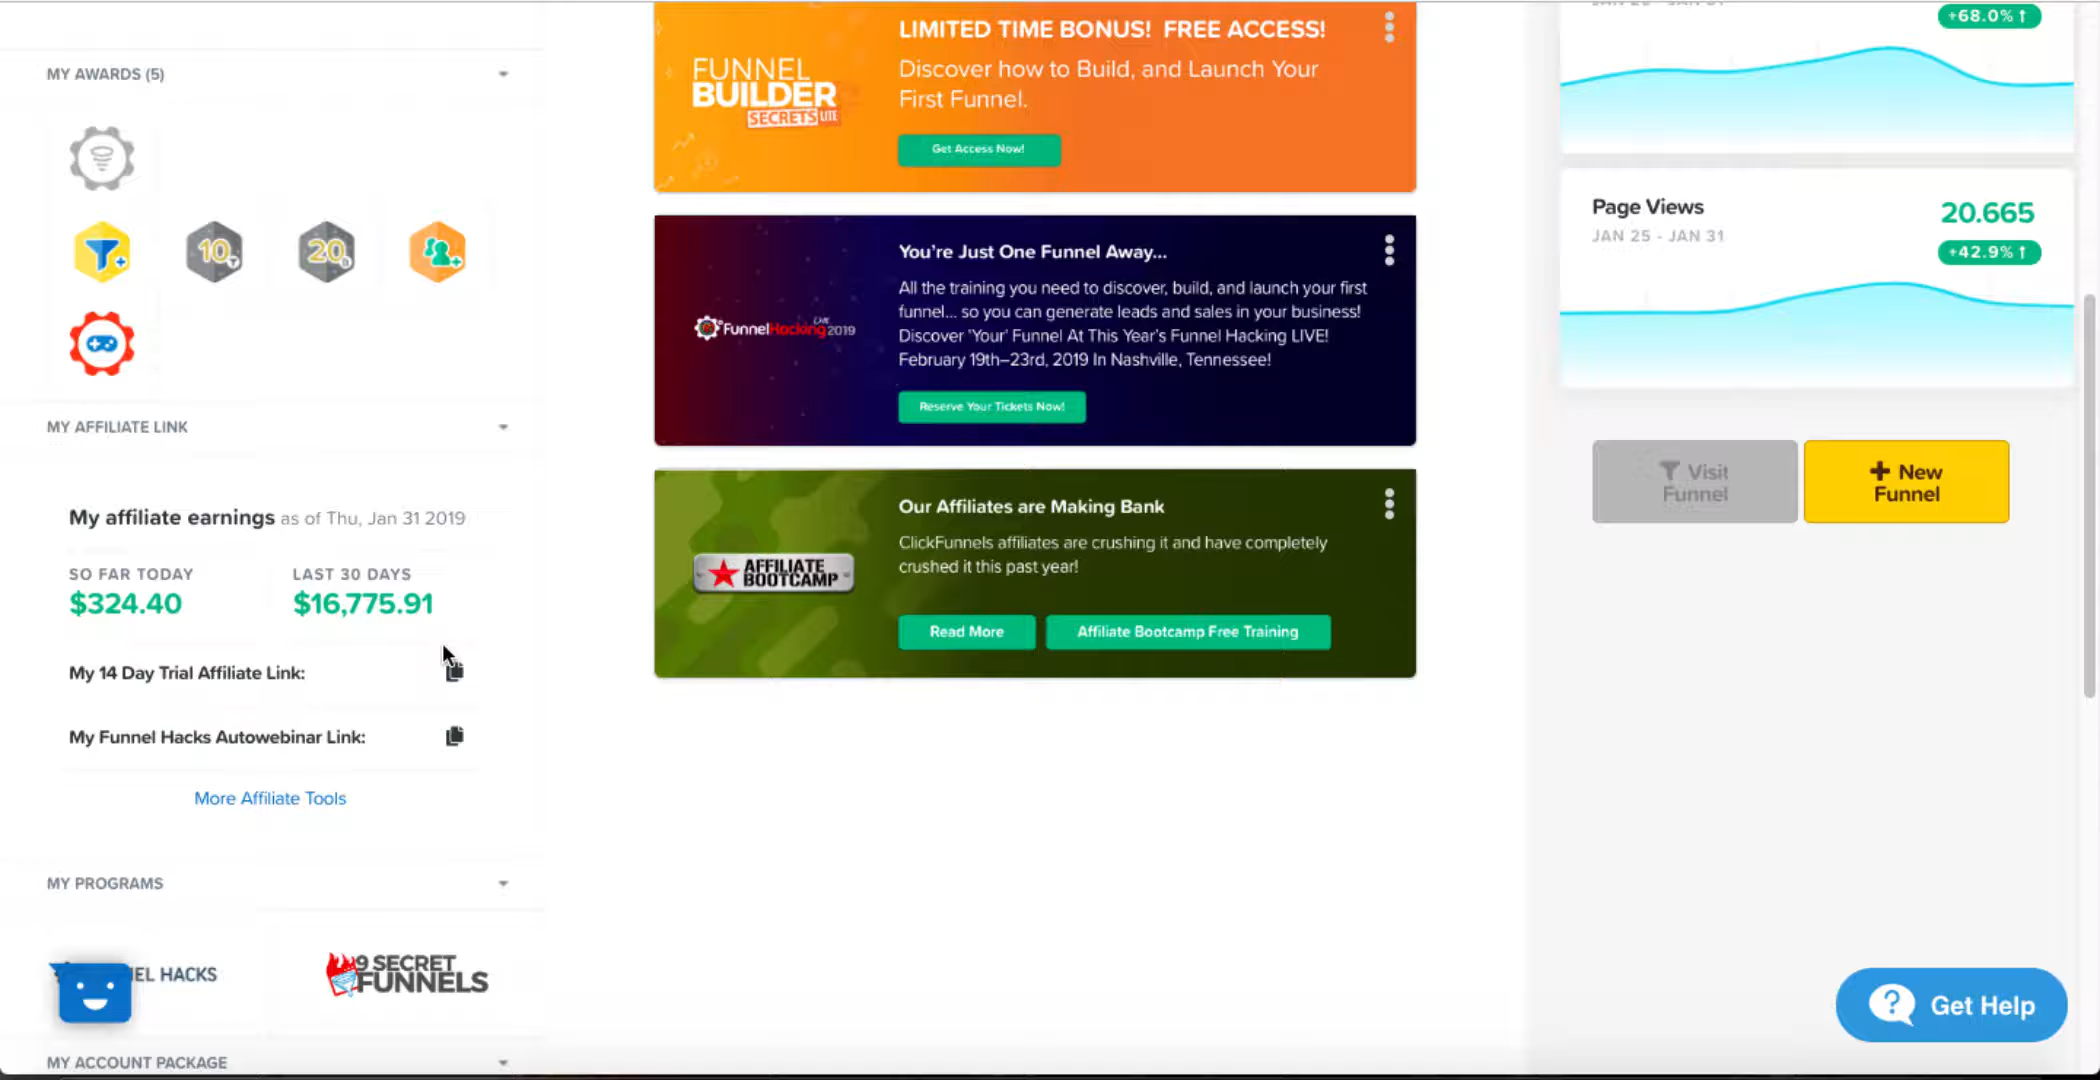 MY AWARDS (5)
10
20
MY AFFILIATE LINK
My affiliate earnings as of Thu, Jan 31 2019
SO FAR TODAY
$324.40
LAST 30 DAYS
$16,775.91
My 14 Day Trial Affiliate Link:
My Funnel Hacks Autowebinar Link:
More Affiliate Tools
MY PROGRAMS
EL HACKS
9 SECRET
FUNNELS
MY ACCOUNT PACKAGE
FUNNEL
BUILDER
SECRETS LITE
LIMITED TIME BONUS! FREE ACCESS!
Discover how to Build, and Launch Your
First Funnel.
Get Access Now!
FunnelHacking LIVE 2019
You're Just One Funnel Away...
All the training you need to discover, build, and launch your first
funnel... so you can generate leads and sales in your business!
Discover 'Your' Funnel At This Year's Funnel Hacking LIVE!
February 19th–23rd, 2019 In Nashville, Tennessee!
Reserve Your Tickets Now!
AFFILIATE
BOOTCAMP
Our Affiliates are Making Bank
ClickFunnels affiliates are crushing it and have completely
crushed it this past year!
Read More
Affiliate Bootcamp Free Training
+68.0% ↑
Page Views
20.665
JAN 25 - JAN 31
+42.9% ↑
Visit
Funnel
+ New
Funnel
? Get Help